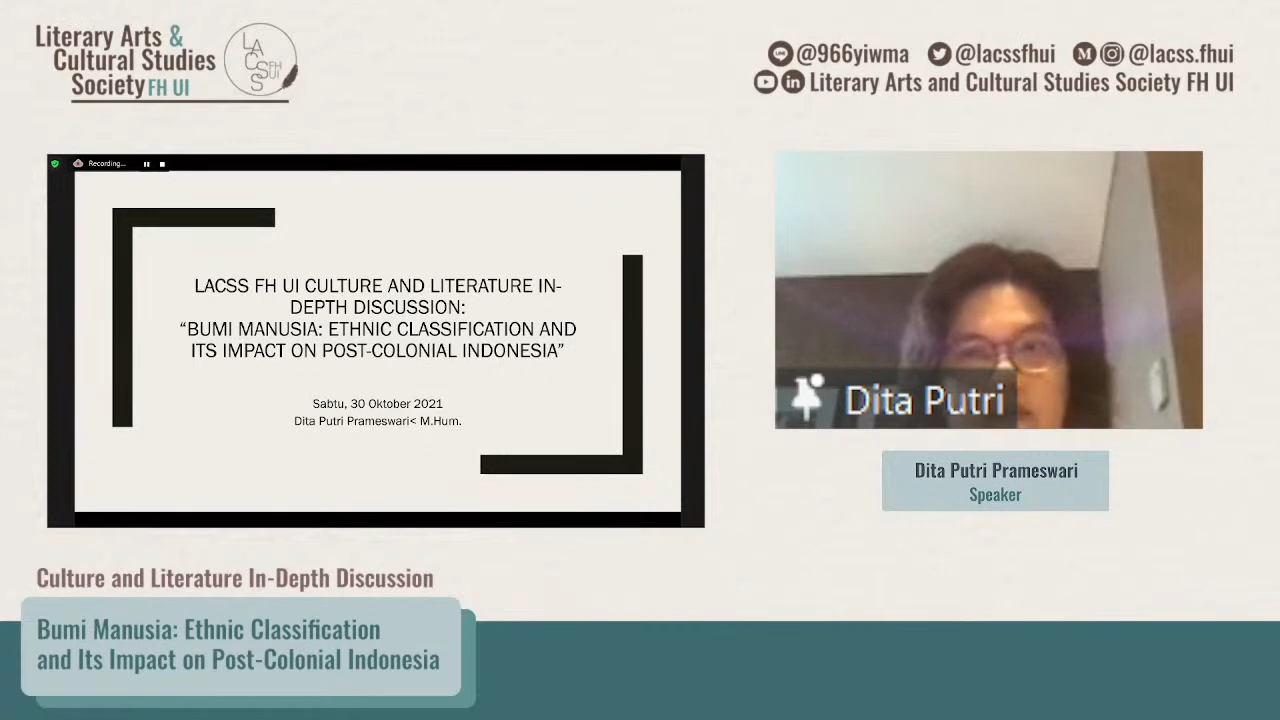 Literary Arts &
Cultural Studies
Society FH UI
LACSS FH UI
@966yiwma @lacssfhui @lacss.fhui
Literary Arts and Cultural Studies Society FH UI
Recording...
LACSS FH UI CULTURE AND LITERATURE IN-
DEPTH DISCUSSION:
“BUMI MANUSIA: ETHNIC CLASSIFICATION AND
ITS IMPACT ON POST-COLONIAL INDONESIA”
Sabtu, 30 Oktober 2021
Dita Putri Prameswari< M.Hum.
Dita Putri
Dita Putri Prameswari
Speaker
Culture and Literature In-Depth Discussion
Bumi Manusia: Ethnic Classification
and Its Impact on Post-Colonial Indonesia